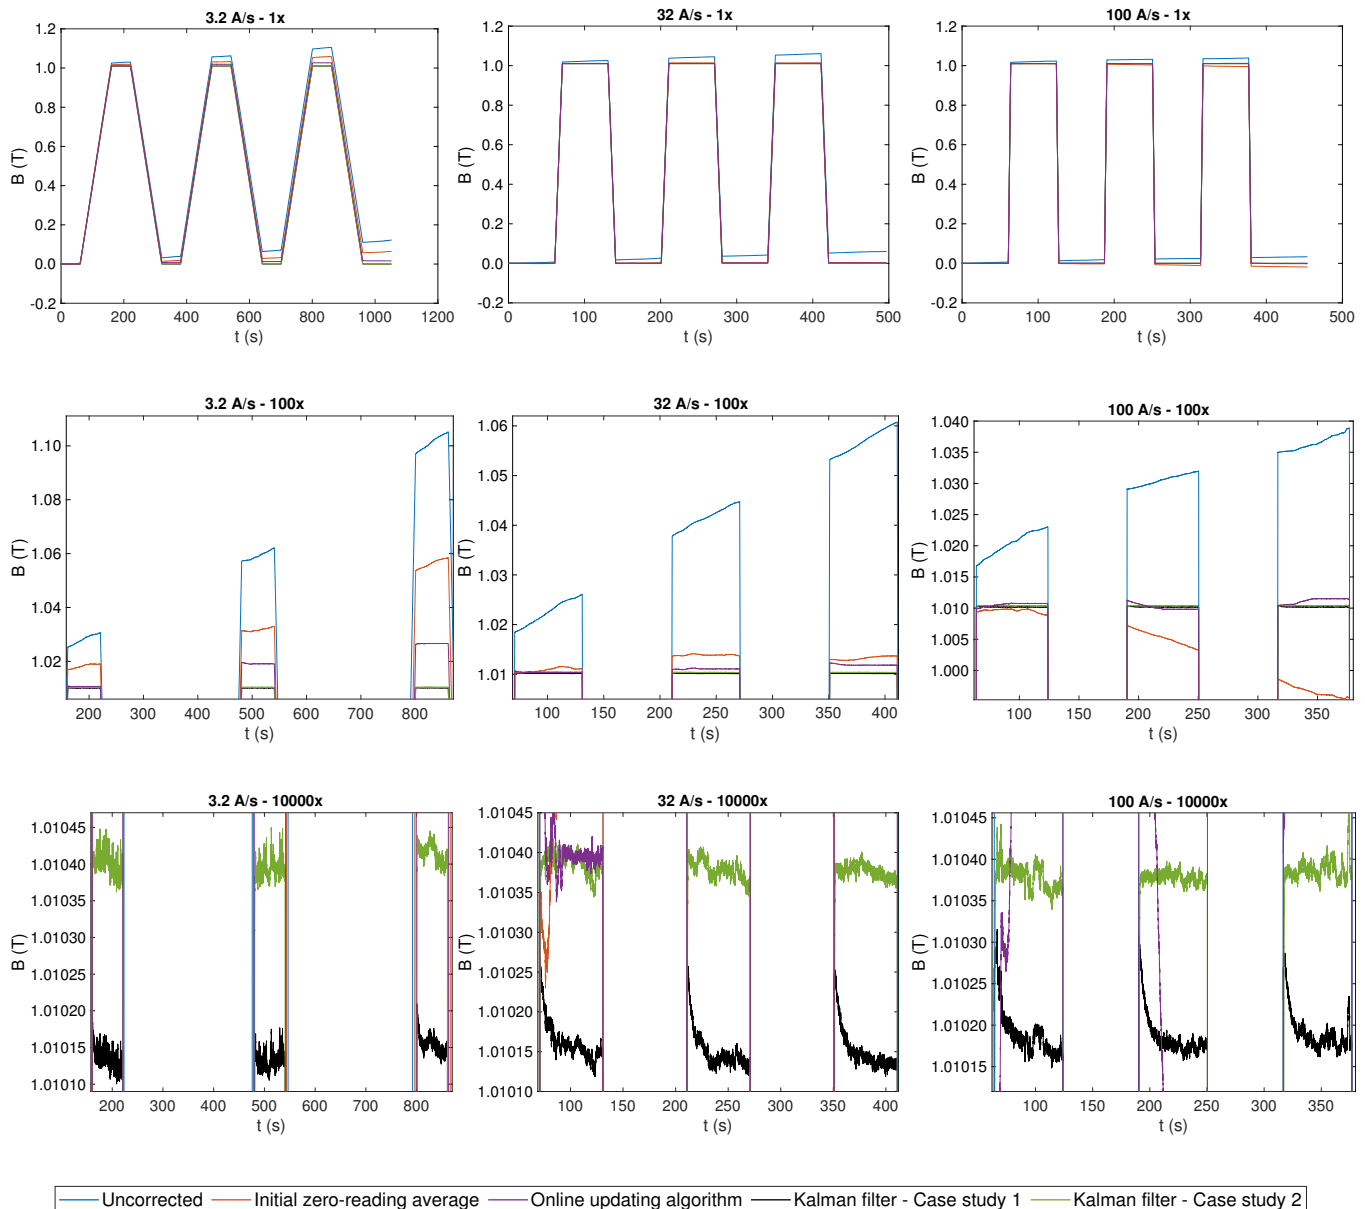 3.2 A/s - 1x
1.2
1.0
0.8
0.6
0.4
0.2
0.0
-0.2
B (T)
0 200 400 600 800 1000 1200
t (s)
32 A/s - 1x
1.2
1.0
0.8
0.6
0.4
0.2
0.0
-0.2
B (T)
0 100 200 300 400 500
t (s)
100 A/s - 1x
1.2
1.0
0.8
0.6
0.4
0.2
0.0
-0.2
B (T)
0 100 200 300 400 500
t (s)
3.2 A/s - 100x
1.10
1.08
1.06
1.04
1.02
B (T)
200 300 400 500 600 700 800
t (s)
32 A/s - 100x
1.06
1.05
1.04
1.03
1.02
1.01
B (T)
100 150 200 250 300 350 400
t (s)
100 A/s - 100x
1.040
1.035
1.030
1.025
1.020
1.015
1.010
1.005
1.000
B (T)
100 150 200 250 300 350
t (s)
3.2 A/s - 10000x
1.01045
1.01040
1.01035
1.01030
1.01025
1.01020
1.01015
1.01010
B (T)
200 300 400 500 600 700 800
t (s)
32 A/s - 10000x
1.01045
1.01040
1.01035
1.01030
1.01025
1.01020
1.01015
1.01010
B (T)
100 150 200 250 300 350 400
t (s)
100 A/s - 10000x
1.01045
1.01040
1.01035
1.01030
1.01025
1.01020
1.01015
B (T)
100 150 200 250 300 350
t (s)
Uncorrected Initial zero-reading average Online updating algorithm Kalman filter - Case study 1 Kalman filter - Case study 2